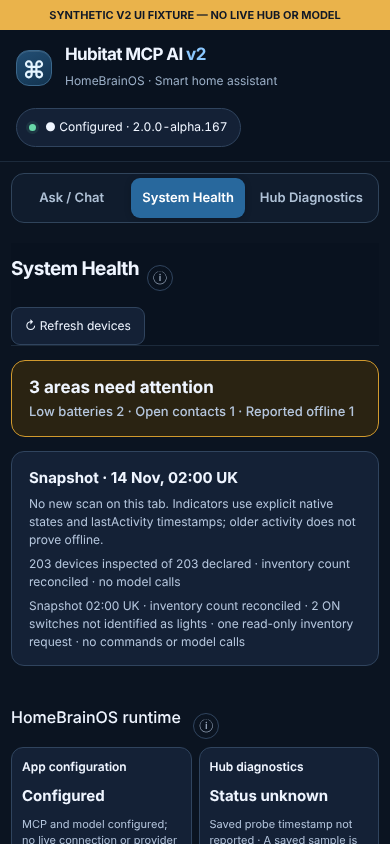 SYNTHETIC V2 UI FIXTURE — NO LIVE HUB OR MODEL
⌘
Hubitat MCP AI v2
HomeBrainOS · Smart home assistant
Configured · 2.0.0-alpha.167
Ask / Chat
System Health
Hub Diagnostics
System Health ⓘ
↻ Refresh devices
3 areas need attention
Low batteries 2 · Open contacts 1 · Reported offline 1
Snapshot · 14 Nov, 02:00 UK
No new scan on this tab. Indicators use explicit native
states and lastActivity timestamps; older activity does not
prove offline.
203 devices inspected of 203 declared · inventory count
reconciled · no model calls
Snapshot 02:00 UK · inventory count reconciled · 2 ON
switches not identified as lights · one read-only inventory
request · no commands or model calls
HomeBrainOS runtime ⓘ
App configuration
Configured
MCP and model configured;
no live connection or provider
Hub diagnostics
Status unknown
Saved probe timestamp not
reported · A saved sample is